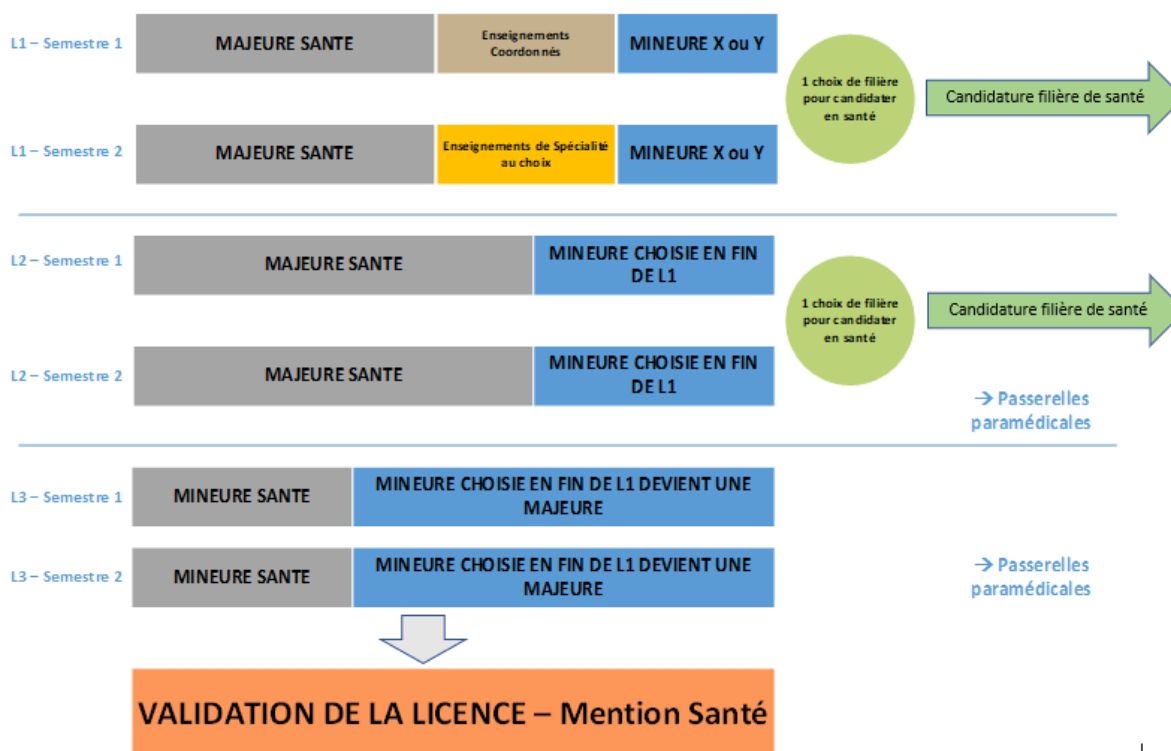 L1 – Semestre 1
MAJEURE SANTE
Enseignements
Coordonnés
MINEURE X ou Y
1 choix de filière
pour candidater
en santé
Candidature filière de santé
L1 – Semestre 2
MAJEURE SANTE
Enseignements de Spécialité
au choix
MINEURE X ou Y
L2 – Semestre 1
MAJEURE SANTE
MINEURE CHOISIE EN FIN
DE L1
1 choix de filière
pour candidater
en santé
Candidature filière de santé
L2 – Semestre 2
MAJEURE SANTE
MINEURE CHOISIE EN FIN
DE L1
→ Passerelles
paramédicales
L3 – Semestre 1
MINEURE SANTE
MINEURE CHOISIE EN FIN DE L1 DEVIENT UNE
MAJEURE
L3 – Semestre 2
MINEURE SANTE
MINEURE CHOISIE EN FIN DE L1 DEVIENT UNE
MAJEURE
→ Passerelles
paramédicales
VALIDATION DE LA LICENCE – Mention Santé